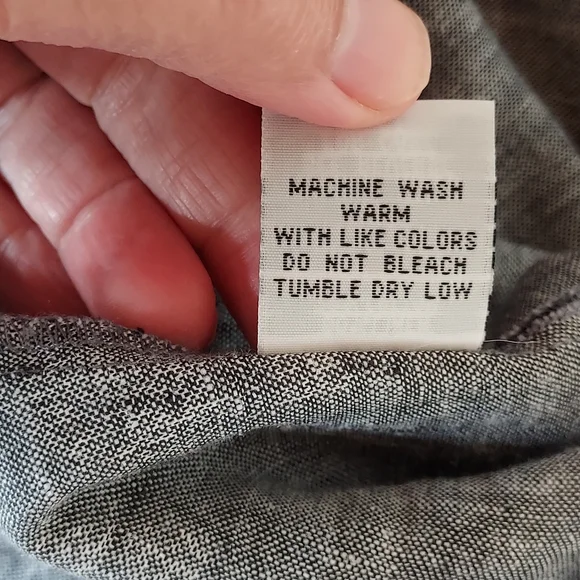 MACHINE WASH
WARM
WITH LIKE COLORS
DO NOT BLEACH
TUMBLE DRY LOW